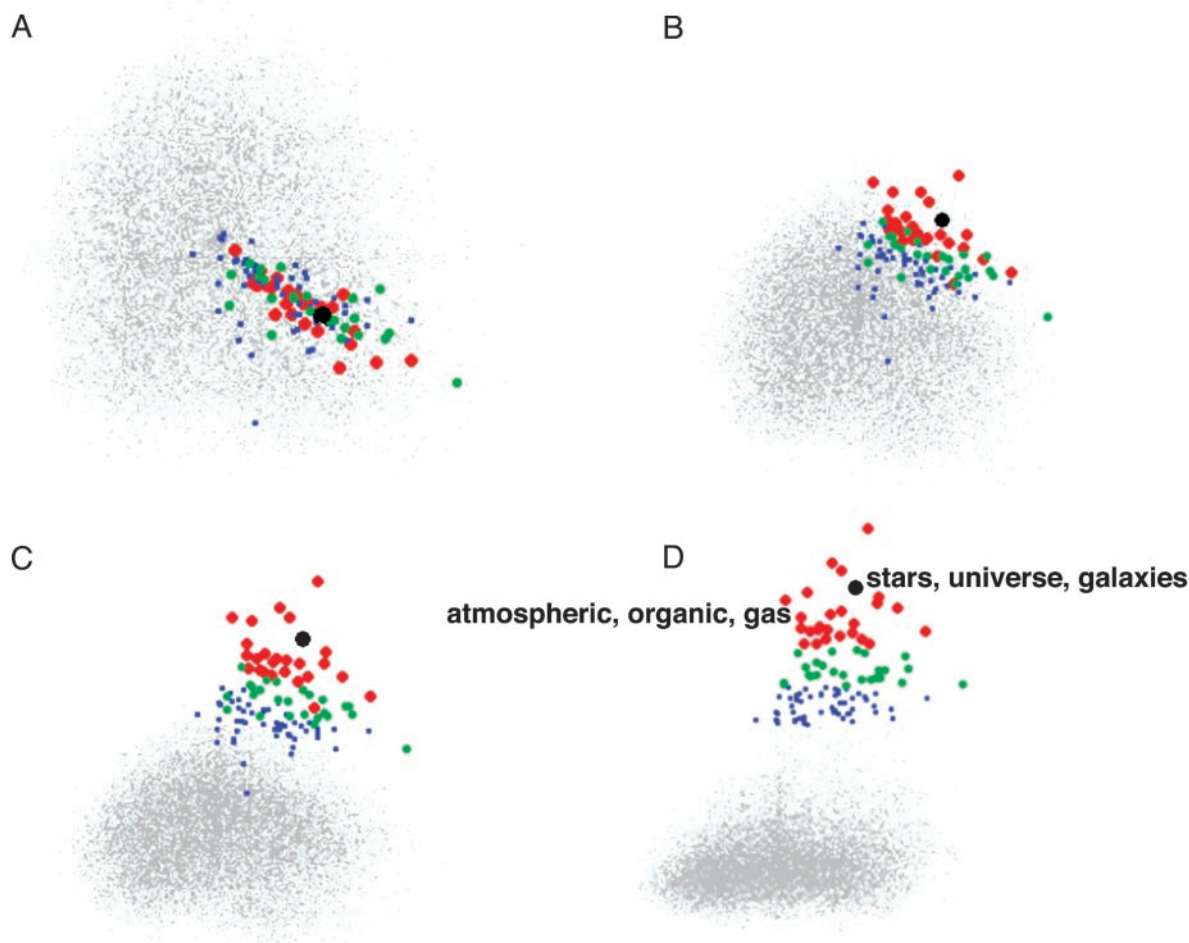 A
B
C
D
stars, universe, galaxies
atmospheric, organic, gas